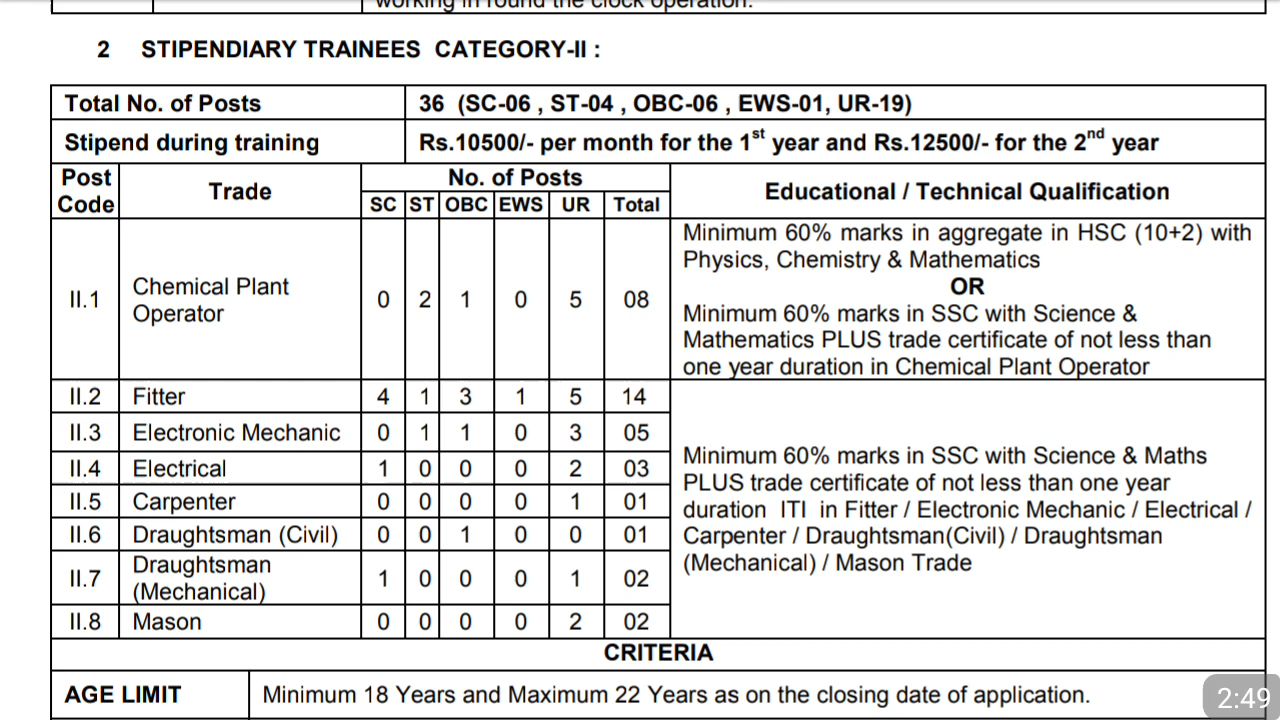 working in round the clock operation.
2 STIPENDIARY TRAINEES CATEGORY-II :
Total No. of Posts 36 (SC-06 , ST-04 , OBC-06 , EWS-01, UR-19)
Stipend during training Rs.10500/- per month for the 1st year and Rs.12500/- for the 2nd year
Post Code Trade No. of Posts Educational / Technical Qualification
SC ST OBC EWS UR Total
II.1 Chemical Plant Operator 0 2 1 0 5 08
Minimum 60% marks in aggregate in HSC (10+2) with
Physics, Chemistry & Mathematics
OR
Minimum 60% marks in SSC with Science &
Mathematics PLUS trade certificate of not less than
one year duration in Chemical Plant Operator
II.2 Fitter 4 1 3 1 5 14
II.3 Electronic Mechanic 0 1 1 0 3 05
II.4 Electrical 1 0 0 0 2 03
II.5 Carpenter 0 0 0 0 1 01
II.6 Draughtsman (Civil) 0 0 1 0 0 01
II.7 Draughtsman (Mechanical) 1 0 0 0 1 02
II.8 Mason 0 0 0 0 2 02
Minimum 60% marks in SSC with Science & Maths
PLUS trade certificate of not less than one year
duration ITI in Fitter / Electronic Mechanic / Electrical /
Carpenter / Draughtsman(Civil) / Draughtsman
(Mechanical) / Mason Trade
CRITERIA
AGE LIMIT Minimum 18 Years and Maximum 22 Years as on the closing date of application.
2:49